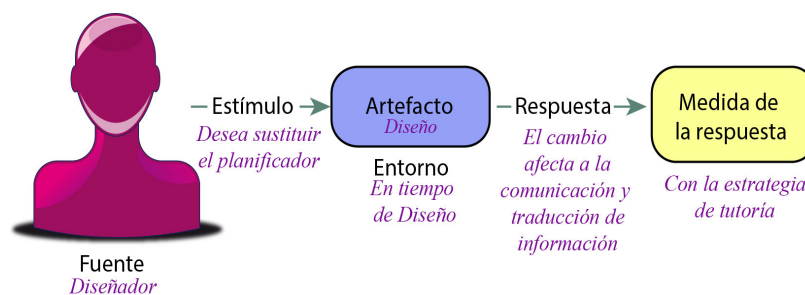 Fuente
Diseñador
Estímulo
Desea sustituir
el planificador
Artefacto
Diseño
Entorno
En tiempo
de Diseño
Respuesta
El cambio
afecta a la
comunicación y
traducción de
información
Medida de
la respuesta
Con la estrategia
de tutoría